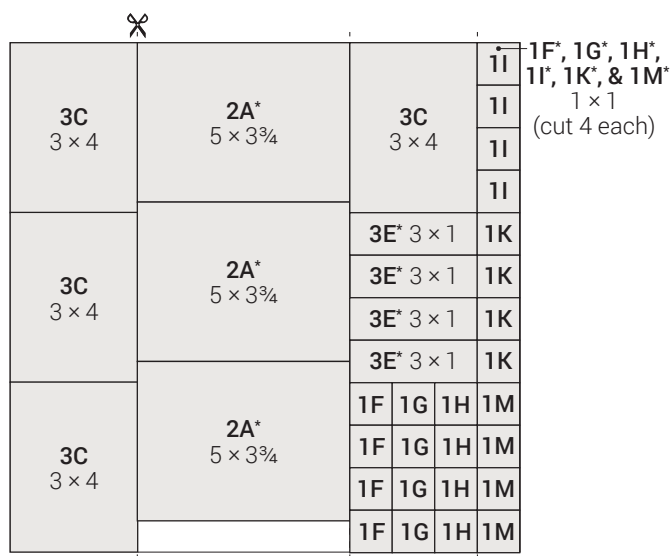 3C
3 × 4
2A*
5 × 3¾
3C
3 × 4
1I
1I
1I
1I
1F*, 1G*, 1H*,
1I*, 1K*, & 1M*
1 × 1
(cut 4 each)
3C
3 × 4
2A*
5 × 3¾
3E* 3 × 1 1K
3E* 3 × 1 1K
3E* 3 × 1 1K
3E* 3 × 1 1K
3C
3 × 4
2A*
5 × 3¾
1F 1G 1H 1M
1F 1G 1H 1M
1F 1G 1H 1M
1F 1G 1H 1M